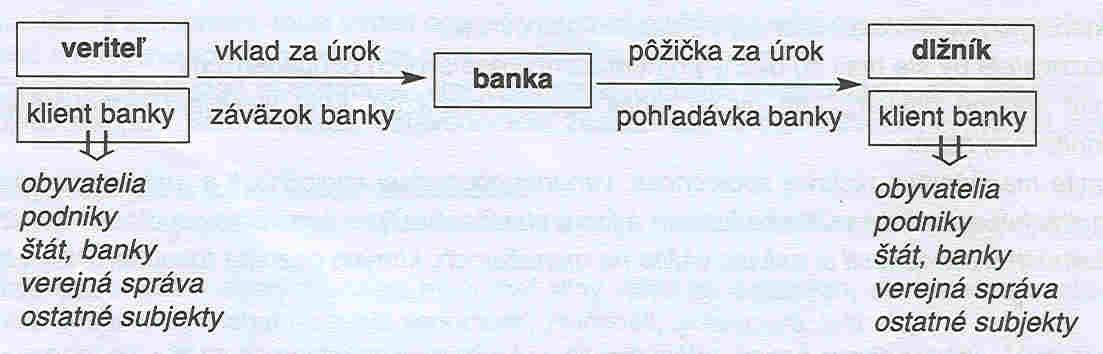 veriteľ
vklad za úrok
banka
pôžička za úrok
dlžník
klient banky
záväzok banky
pohľadávka banky
klient banky
obyvatelia
podniky
štát, banky
verejná správa
ostatné subjekty
obyvatelia
podniky
štát, banky
verejná správa
ostatné subjekty